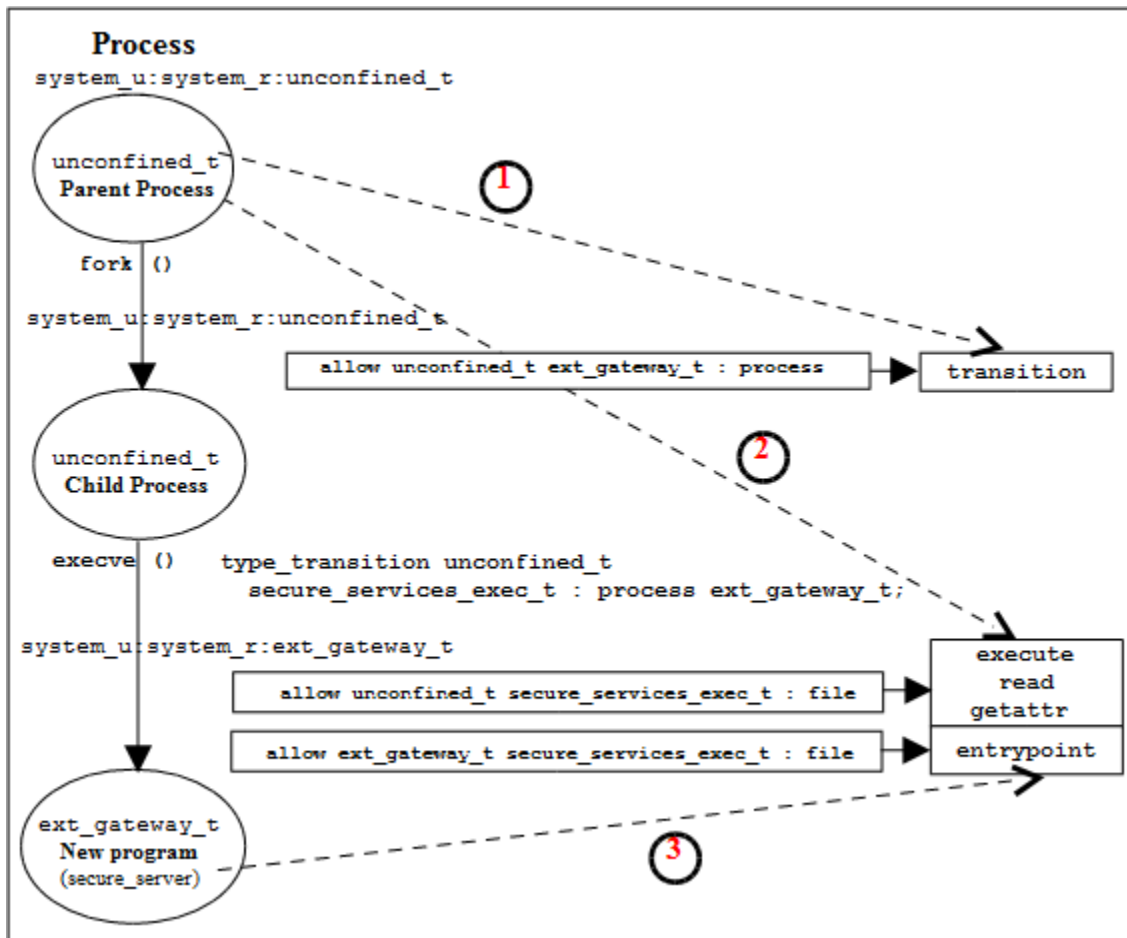 Process
system_u:system_r:unconfined_t
unconfined_t
Parent Process
1
fork ()
system_u:system_r:unconfined_t
allow unconfined_t ext_gateway_t : process
transition
2
unconfined_t
Child Process
execve ()
type_transition unconfined_t
secure_services_exec_t : process ext_gateway_t;
system_u:system_r:ext_gateway_t
execute
read
getattr
allow unconfined_t secure_services_exec_t : file
allow ext_gateway_t secure_services_exec_t : file
entrypoint
ext_gateway_t
New program
(secure_server)
3